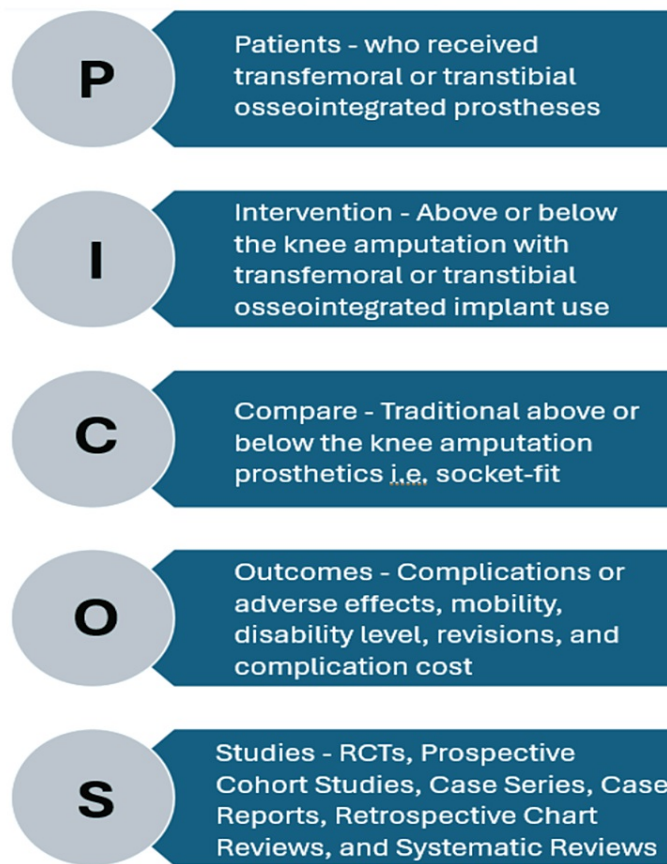 P
Patients - who received
transfemoral or transtibial
osseointegrated prostheses
I
Intervention - Above or below
the knee amputation with
transfemoral or transtibial
osseointegrated implant use
C
Compare - Traditional above or
below the knee amputation
prosthetics i.e. socket-fit
O
Outcomes - Complications or
adverse effects, mobility,
disability level, revisions, and
complication cost
S
Studies - RCTs, Prospective
Cohort Studies, Case Series, Case
Reports, Retrospective Chart
Reviews, and Systematic Reviews